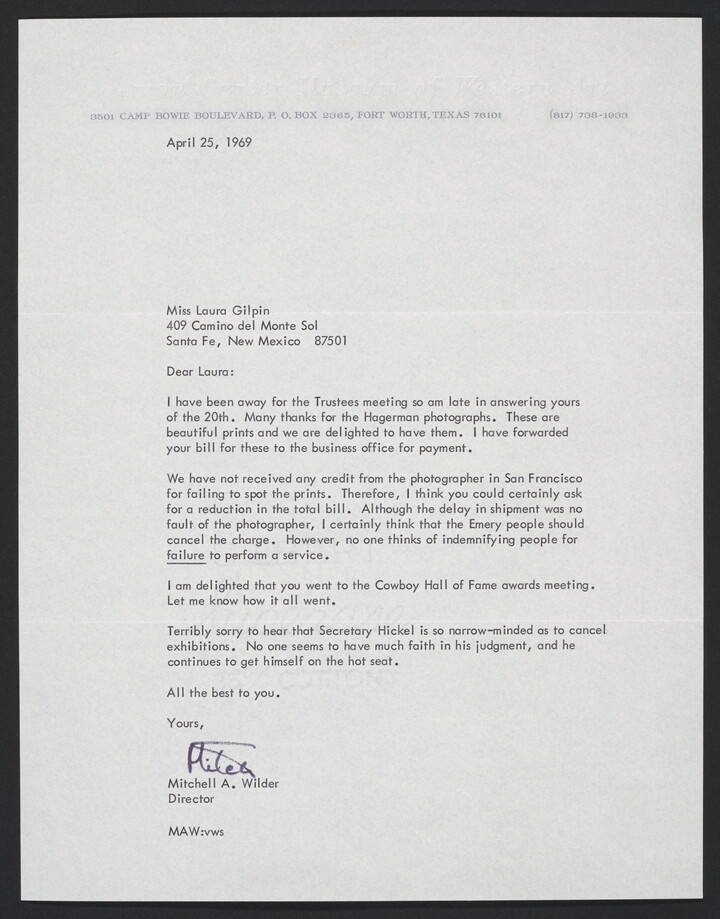 3501 CAMP BOWIE BOULEVARD, P. O. BOX 2365, FORT WORTH, TEXAS 76101 (817) 738-1933
April 25, 1969
Miss Laura Gilpin
409 Camino del Monte Sol
Santa Fe, New Mexico 87501
Dear Laura:
I have been away for the Trustees meeting so am late in answering yours
of the 20th. Many thanks for the Hagerman photographs. These are
beautiful prints and we are delighted to have them. I have forwarded
your bill for these to the business office for payment.
We have not received any credit from the photographer in San Francisco
for failing to spot the prints. Therefore, I think you could certainly ask
for a reduction in the total bill. Although the delay in shipment was no
fault of the photographer, I certainly think that the Emery people should
cancel the charge. However, no one thinks of indemnifying people for
failure to perform a service.
I am delighted that you went to the Cowboy Hall of Fame awards meeting.
Let me know how it all went.
Terribly sorry to hear that Secretary Hickel is so narrow-minded as to cancel
exhibitions. No one seems to have much faith in his judgment, and he
continues to get himself on the hot seat.
All the best to you.
Yours,
Mitch
Mitchell A. Wilder
Director
MAW:vws